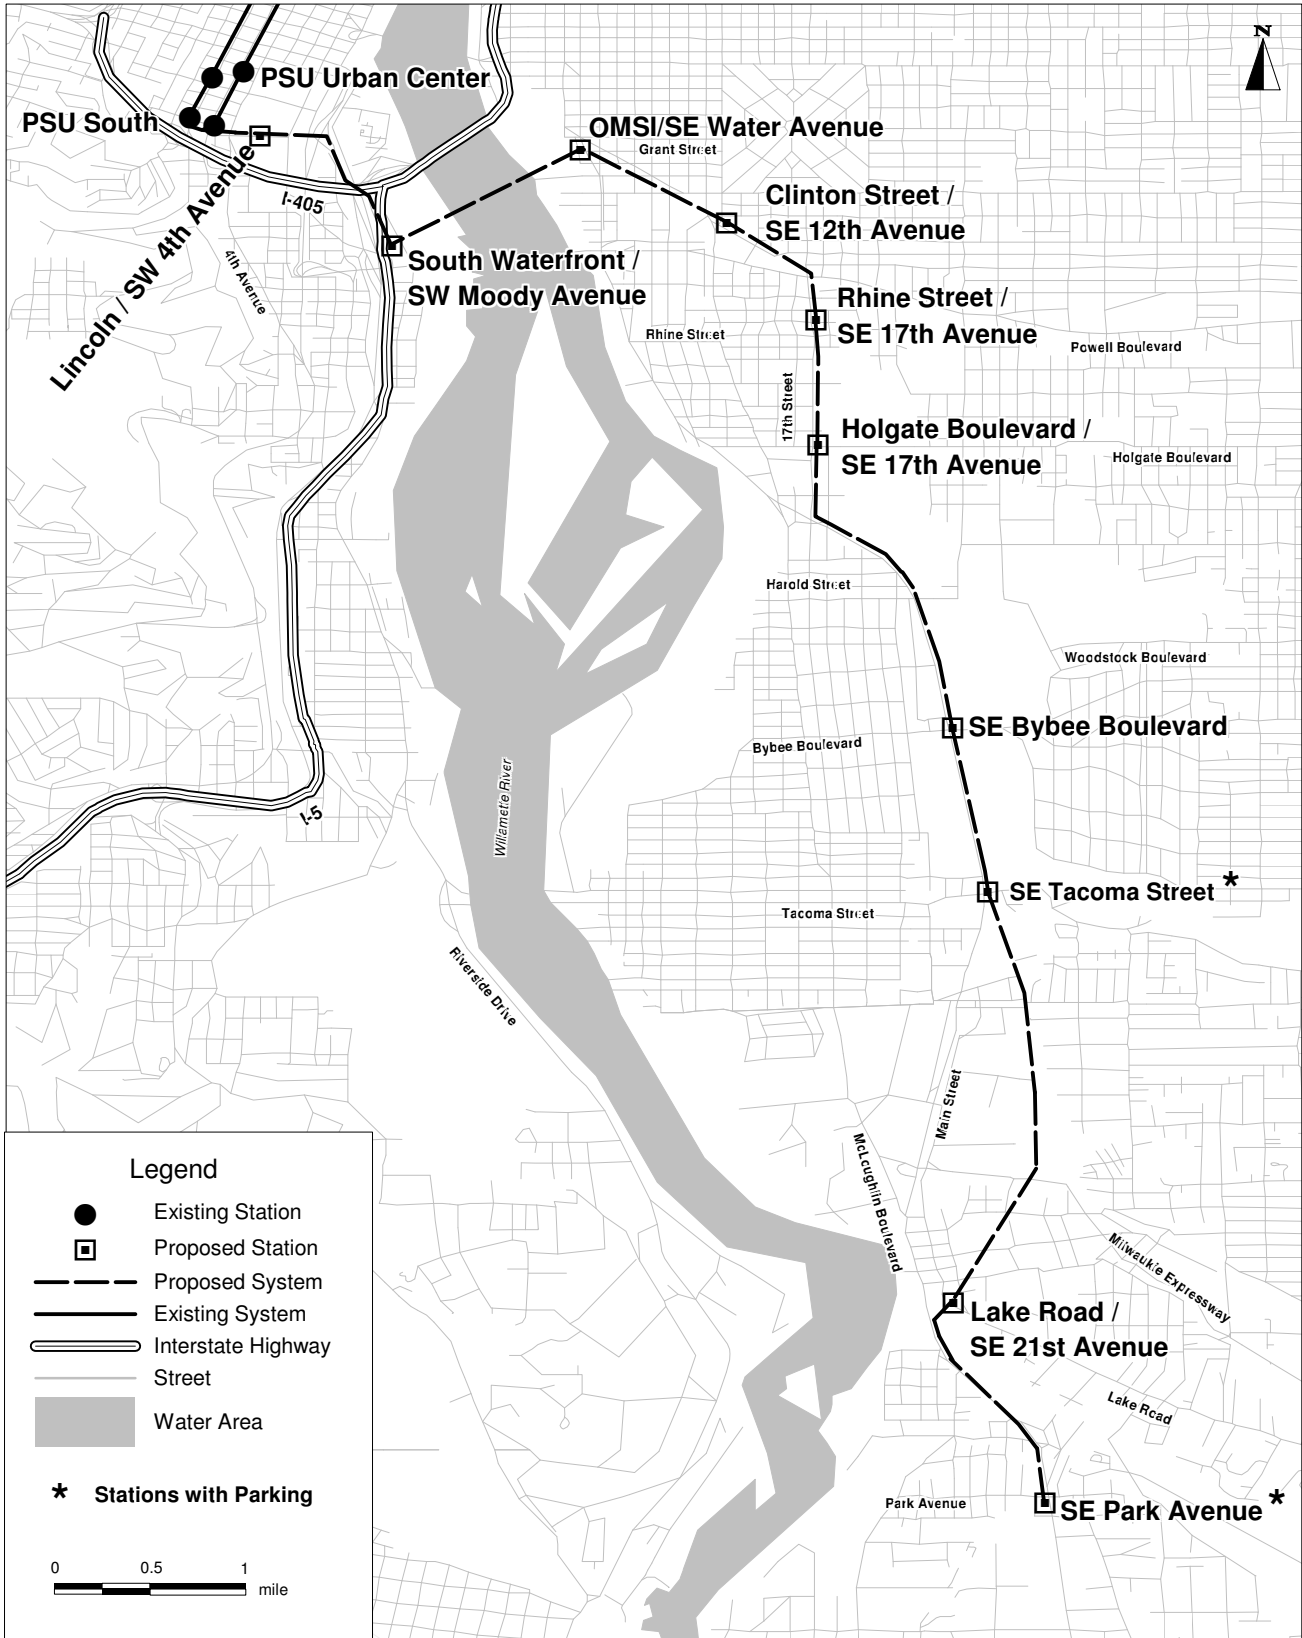 N
PSU Urban Center
PSU South
OMSI/SE Water Avenue
Grant Street
Lincoln / SW 4th Avenue
I-405
4th Avenue
Clinton Street /
SE 12th Avenue
South Waterfront /
SW Moody Avenue
Rhine Street /
SE 17th Avenue
Rhine Street
Powell Boulevard
17th Street
Holgate Boulevard /
SE 17th Avenue
Holgate Boulevard
Harold Street
Woodstock Boulevard
SE Bybee Boulevard
Bybee Boulevard
Willamette River
I-5
SE Tacoma Street *
Tacoma Street
Riverside Drive
Main Street
McLoughlin Boulevard
Milwaukie Expressway
Lake Road /
SE 21st Avenue
Lake Road
Park Avenue
SE Park Avenue *
Legend
Existing Station
Proposed Station
Proposed System
Existing System
Interstate Highway
Street
Water Area
* Stations with Parking
0 0.5 1
mile